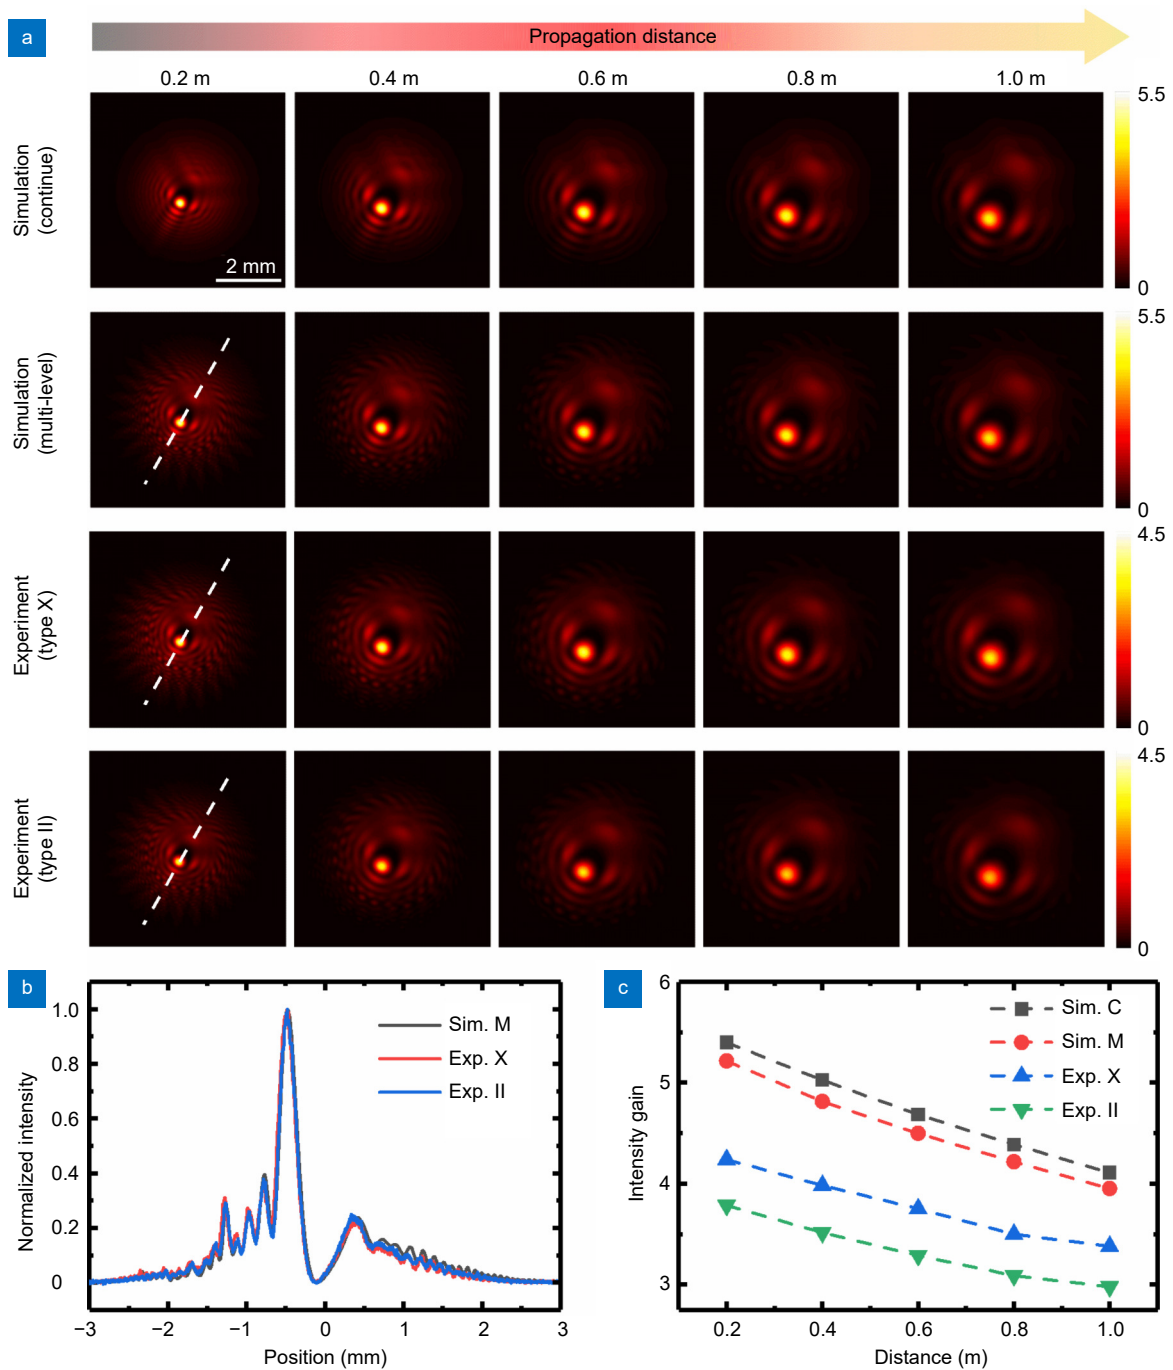 a
Propagation distance
0.2 m 0.4 m 0.6 m 0.8 m 1.0 m
Simulation
(continue)
2 mm
5.5
0
Simulation
(multi-level)
5.5
0
Experiment
(type X)
4.5
0
Experiment
(type II)
4.5
0
b
Normalized intensity
1.0
0.8
0.6
0.4
0.2
0
Sim. M
Exp. X
Exp. II
−3 −2 −1 0 1 2 3
Position (mm)
c
Intensity gain
6
5
4
3
Sim. C
Sim. M
Exp. X
Exp. II
0.2 0.4 0.6 0.8 1.0
Distance (m)